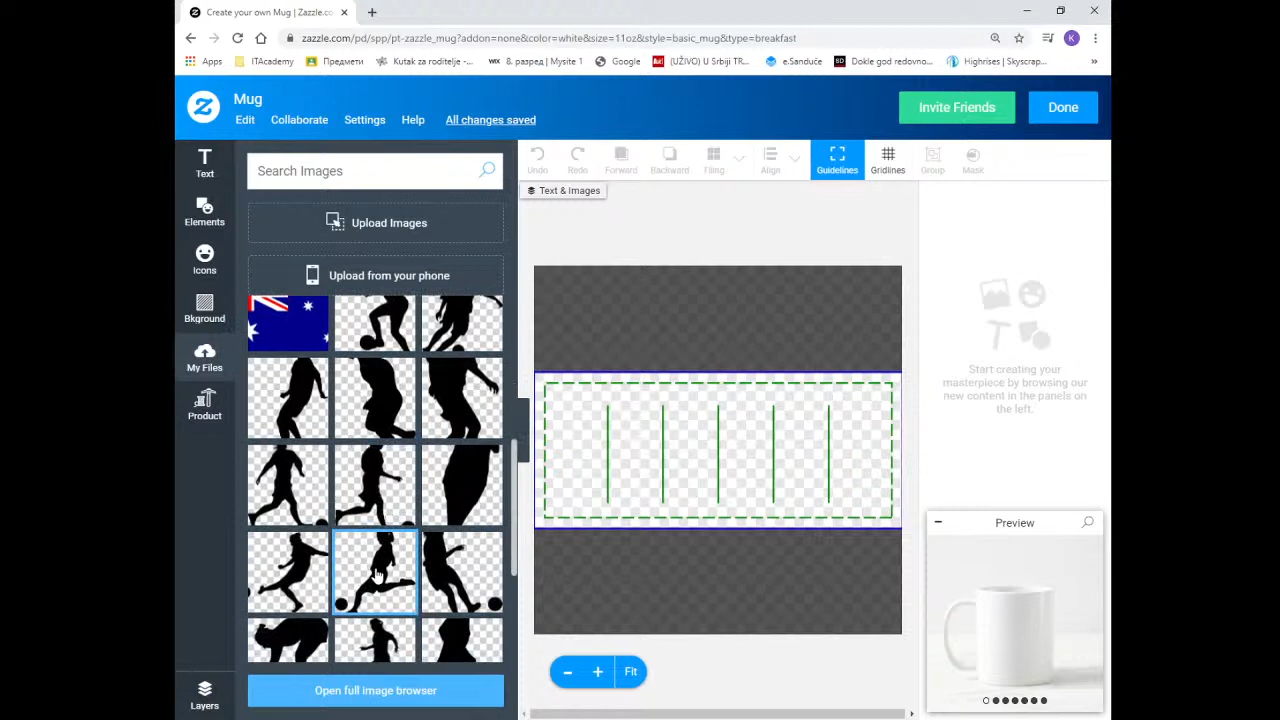 Create your own Mug | Zazzle.co
zazzle.com/pd/spp/pt-zazzle_mug?addon=none&color=white&size=11oz&style=basic_mug&type=breakfast
K
Apps ITAcademy Предмети Kutak za roditelje -... WIX 8. разред | Mysite 1 Google (UŽIVO) U Srbiji TR... e.Sanduče SD Dokle god redovno... Highrises | Skyscrap... »
Mug
Edit Collaborate Settings Help All changes saved
Invite Friends Done
Text
Elements
Icons
Bkground
My Files
Product
Layers
Search Images
Upload Images
Upload from your phone
Open full image browser
Undo Redo Forward Backward Filing Align Guidelines Gridlines Group Mask
Text & Images
Fit
Start creating your
masterpiece by browsing our
new content in the panels on
the left.
Preview